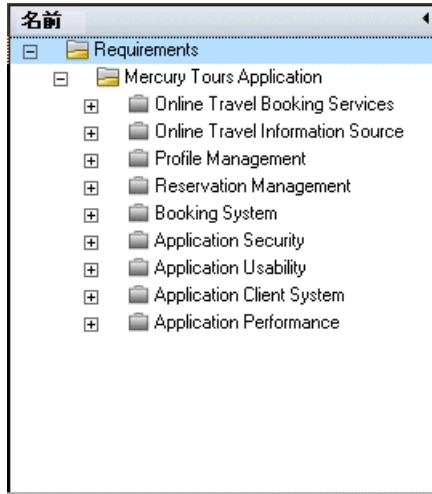 名前
Requirements
Mercury Tours Application
Online Travel Booking Services
Online Travel Information Source
Profile Management
Reservation Management
Booking System
Application Security
Application Usability
Application Client System
Application Performance